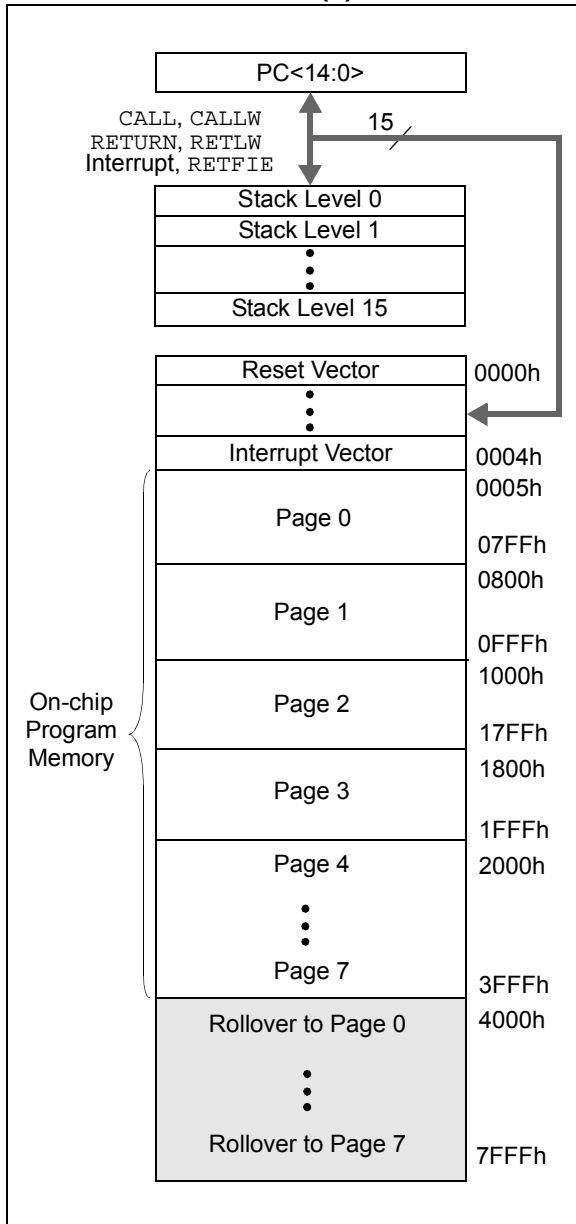 PC<14:0>
CALL, CALLW
15
RETURN, RETLW
Interrupt, RETFIE
Stack Level 0
Stack Level 1
Stack Level 15
Reset Vector
0000h
Interrupt Vector
0004h
0005h
Page 0
07FFh
0800h
Page 1
0FFFh
1000h
On-chip
Program
Memory
Page 2
17FFh
1800h
Page 3
1FFFh
Page 4
2000h
Page 7
3FFFh
Rollover to Page 0
4000h
Rollover to Page 7
7FFFh